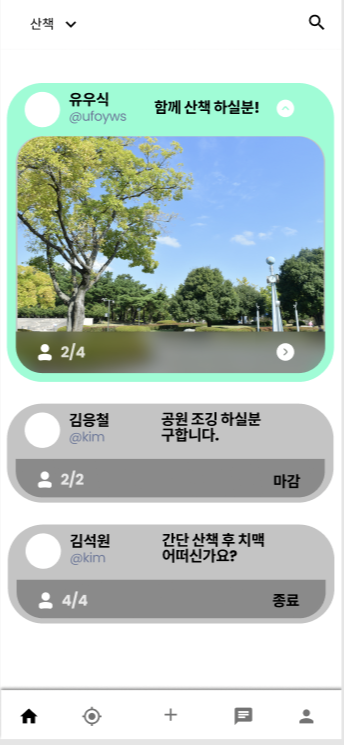 산책
유우식
@ufoyws
함께 산책 하실분!
2/4
김응철
@kim
공원 조깅 하실분
구합니다.
2/2
마감
김석원
@kim
간단 산책 후 치맥
어떠신가요?
4/4
종료